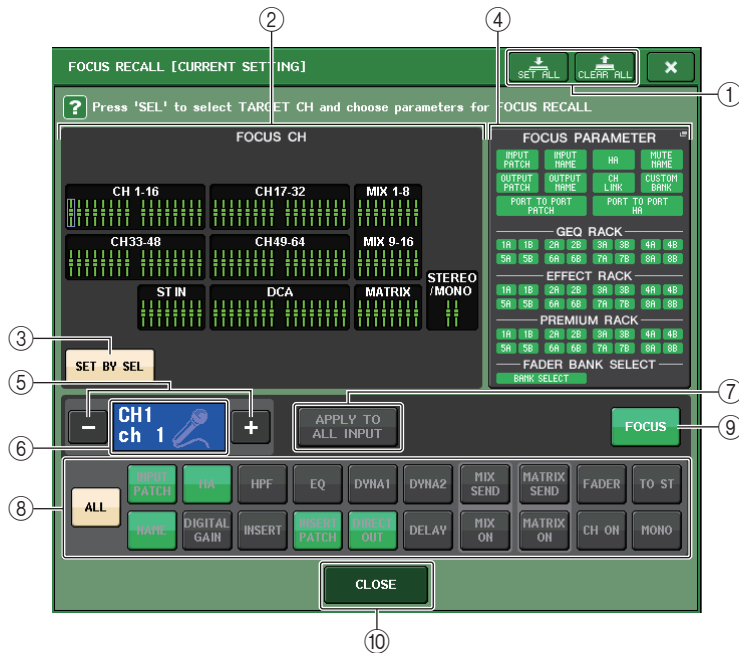 ② ④
FOCUS RECALL [CURRENT SETTING]
SET ALL
CLEAR ALL
①
? Press 'SEL' to select TARGET CH and choose parameters for FOCUS RECALL
FOCUS CH
CH 1-16
CH17-32
MIX 1-8
CH33-48
CH49-64
MIX 9-16
ST IN
DCA
MATRIX
STEREO
/MONO
③
SET BY SEL
FOCUS PARAMETER
INPUT PATCH
INPUT NAME
HA
MUTE NAME
OUTPUT PATCH
OUTPUT NAME
CH LINK
CUSTOM BANK
PORT TO PORT PATCH
PORT TO PORT HA
GEQ RACK
1A 1B 2A 2B 3A 3B 4A 4B
5A 5B 6A 6B 7A 7B 8A 8B
EFFECT RACK
1A 1B 2A 2B 3A 3B 4A 4B
5A 5B 6A 6B 7A 7B 8A 8B
PREMIUM RACK
1A 1B 2A 2B 3A 3B 4A 4B
5A 5B 6A 6B 7A 7B 8A 8B
FADER BANK SELECT
BANK SELECT
⑤
⑦
−
CH1
ch 1
+
APPLY TO
ALL INPUT
FOCUS
⑨
⑥
⑧
ALL
INPUT PATCH
HA
HPF
EQ
DYNA1
DYNA2
MIX SEND
MATRIX SEND
FADER
TO ST
NAME
DIGITAL GAIN
INSERT
INSERT PATCH
DIRECT OUT
DELAY
MIX ON
MATRIX ON
CH ON
MONO
CLOSE
⑩